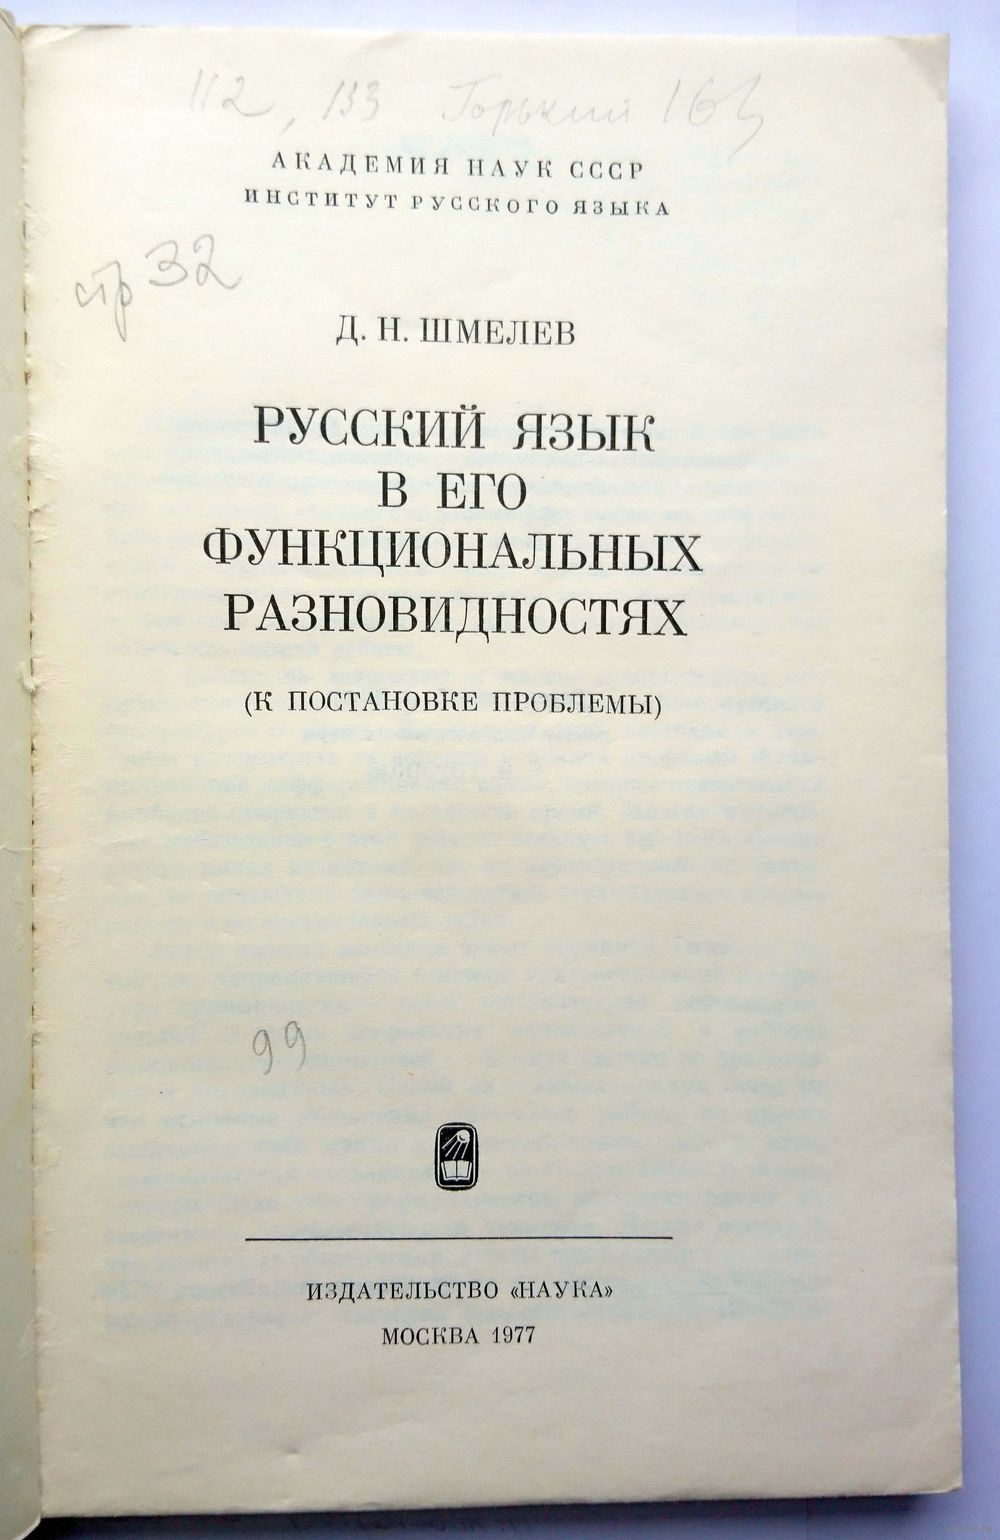 112, 133 Горький 163
АКАДЕМИЯ НАУК СССР
ИНСТИТУТ РУССКОГО ЯЗЫКА
стр 32
Д. Н. ШМЕЛЕВ
РУССКИЙ ЯЗЫК
В ЕГО
ФУНКЦИОНАЛЬНЫХ
РАЗНОВИДНОСТЯХ
(К ПОСТАНОВКЕ ПРОБЛЕМЫ)
99
ИЗДАТЕЛЬСТВО «НАУКА»
МОСКВА 1977